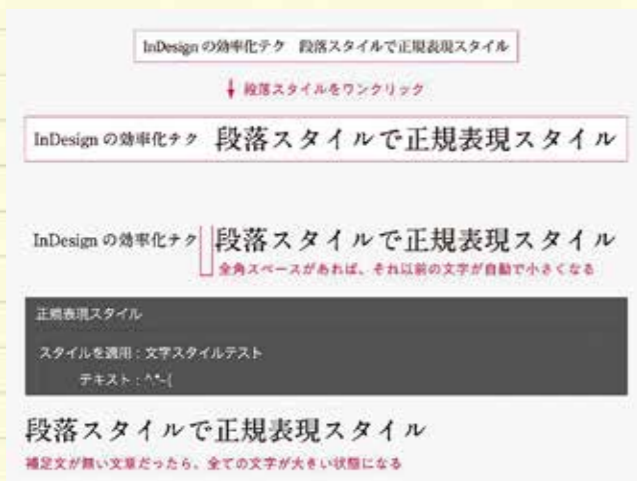 InDesign の効率化テク　段落スタイルで正規表現スタイル
段落スタイルをワンクリック
InDesign の効率化テク　段落スタイルで正規表現スタイル
InDesign の効率化テク　段落スタイルで正規表現スタイル
全角スペースがあれば、それ以前の文字が自動で小さくなる
正規表現スタイル
スタイルを適用：文字スタイルテスト
テキスト：
段落スタイルで正規表現スタイル
補足文が無い文章だったら、全ての文字が大きい状態になる